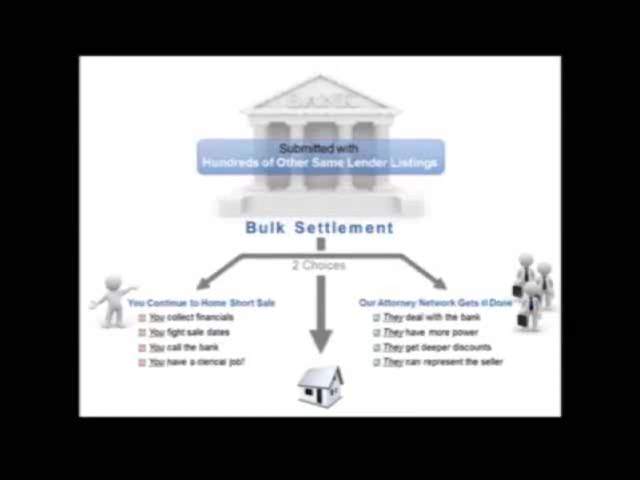 BANK
Submitted with
Hundreds of Other Same Lender Listings
Bulk Settlement
2 Choices
You Continue to Home Short Sale
You collect financials
You fight sale dates
You call the bank
You have a clerical job!
Our Attorney Network Gets it Done
They deal with the bank
They have more power
They get deeper discounts
They can represent the seller